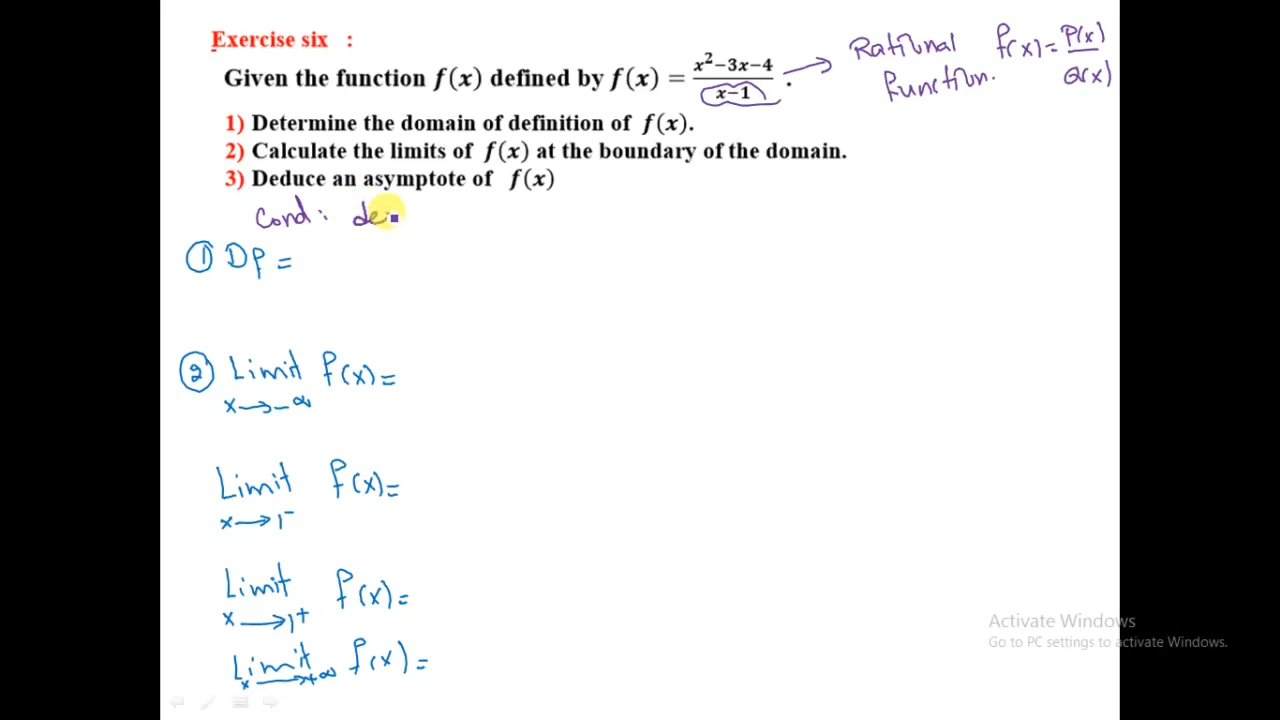 Exercise six :
Given the function f(x) defined by f(x) = x²−3x−4 / x−1 . → Rational Function. f(x) = P(x) / Q(x)
1) Determine the domain of definition of f(x).
2) Calculate the limits of f(x) at the boundary of the domain.
3) Deduce an asymptote of f(x)
Cond: de
① Df =
② Limit f(x) =
x → -∞
Limit f(x) =
x → 1⁻
Limit f(x) =
x → 1⁺
Limit f(x) =
x → +∞
Activate Windows
Go to PC settings to activate Windows.